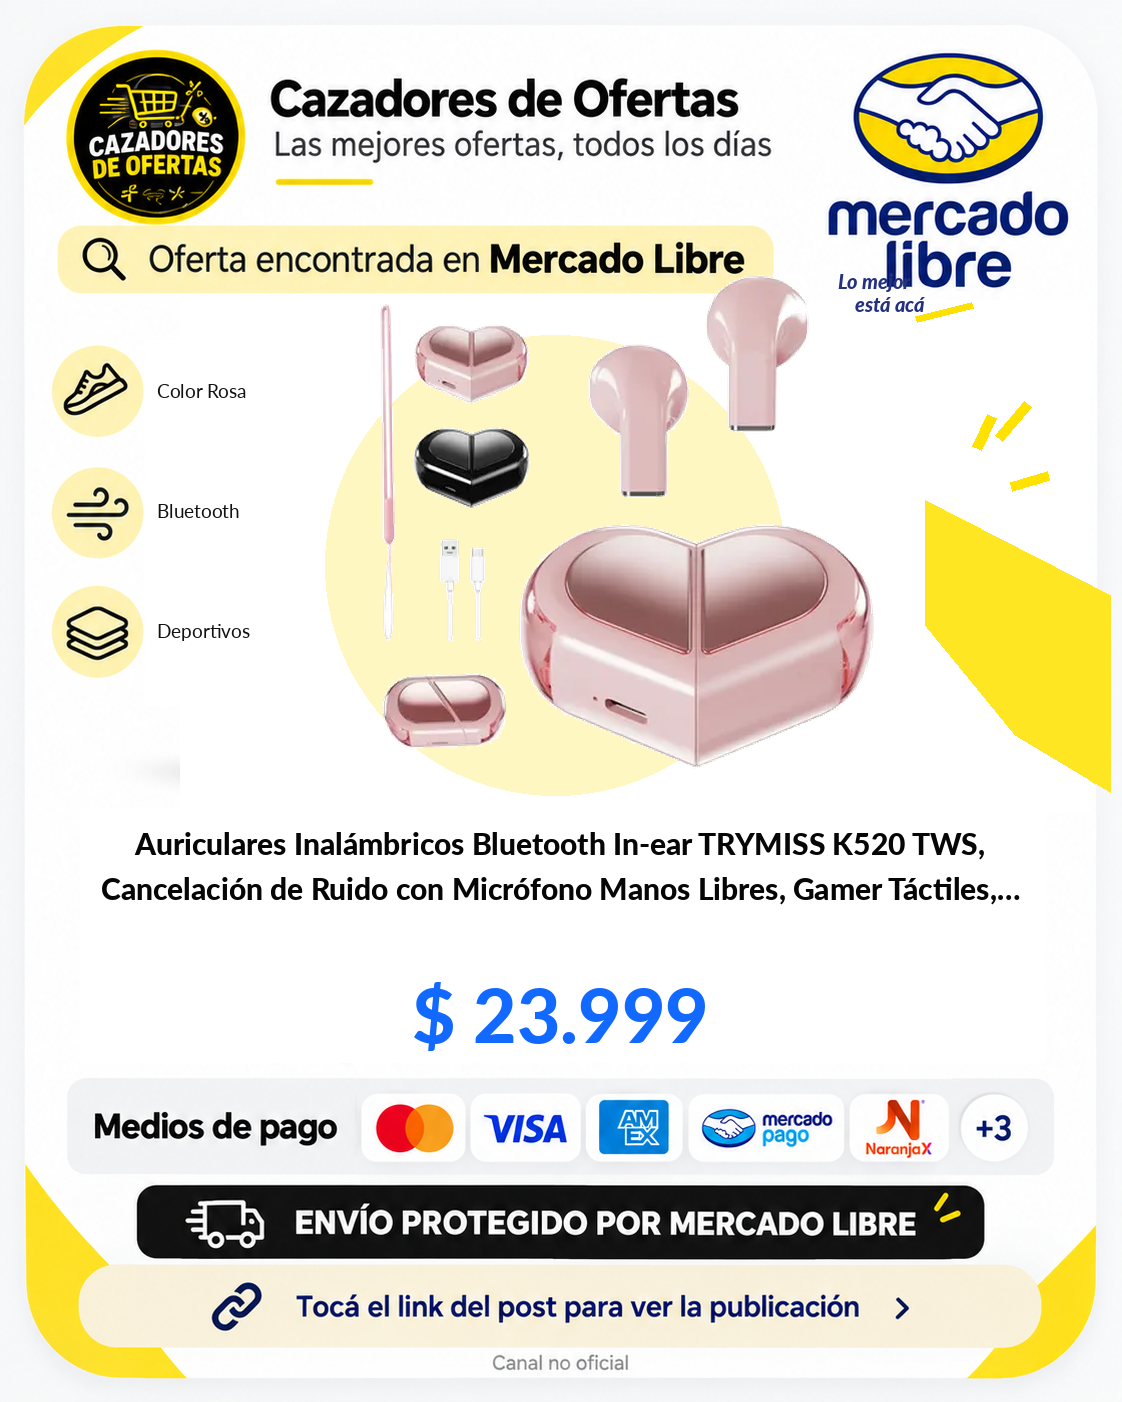 CAZADORES
DE OFERTAS
Cazadores de Ofertas
Las mejores ofertas, todos los días
mercado
libre
Oferta encontrada en Mercado Libre
Lo mejor
está acá
Color Rosa
Bluetooth
Deportivos
Auriculares Inalámbricos Bluetooth In-ear TRYMISS K520 TWS,
Cancelación de Ruido con Micrófono Manos Libres, Gamer Táctiles,...
$ 23.999
Medios de pago
VISA
AM
EX
mercado
pago
NaranjaX
+3
ENVÍO PROTEGIDO POR MERCADO LIBRE
Tocá el link del post para ver la publicación
Canal no oficial